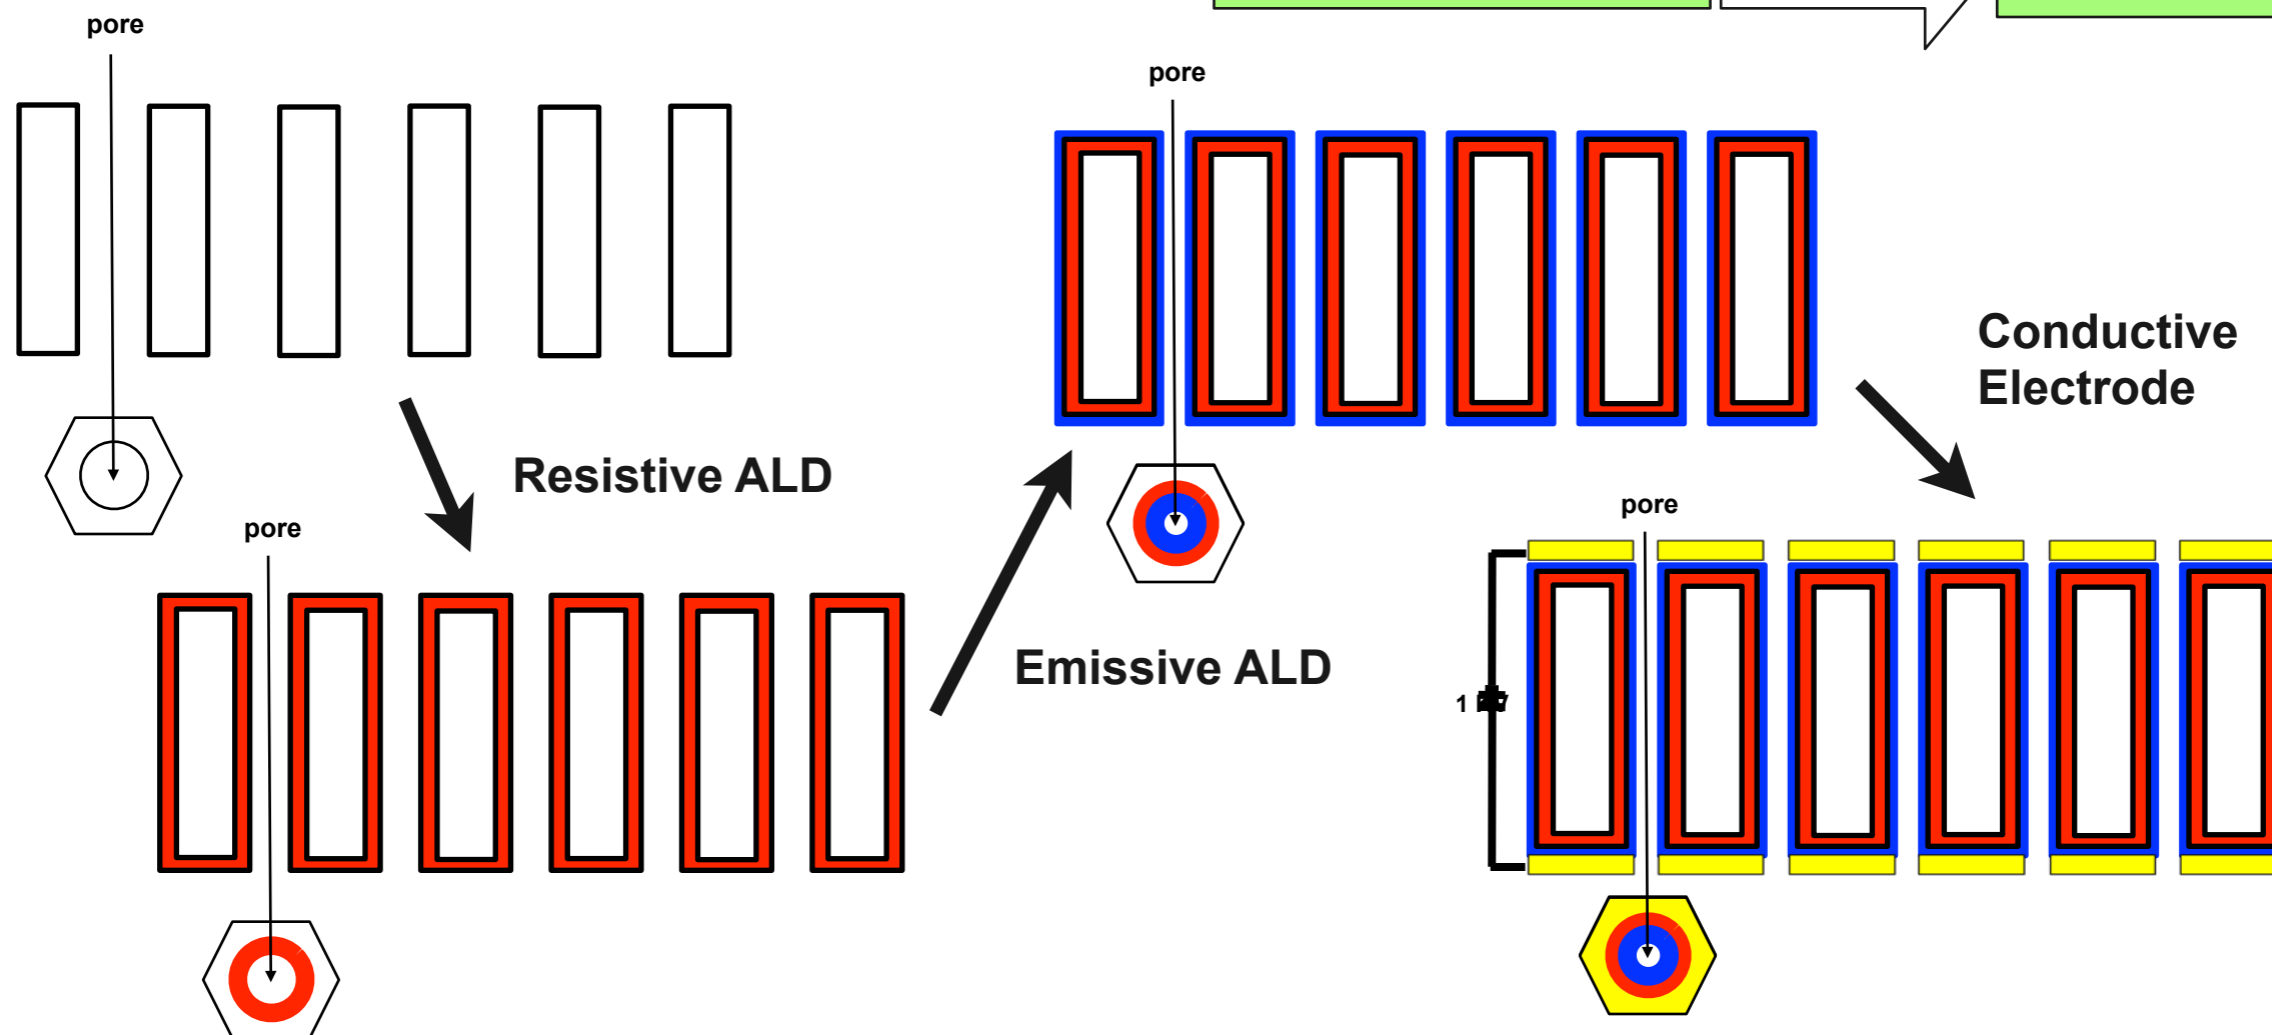 pore
pore
Conductive
Electrode
Resistive ALD
pore
pore
Emissive ALD
1